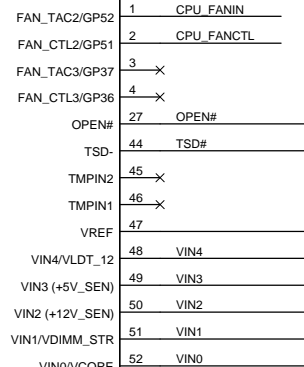 FAN_TAC2/GP52 1 CPU_FANIN
FAN_CTL2/GP51 2 CPU_FANCTL
FAN_TAC3/GP37 3
FAN_CTL3/GP36 4
OPEN# 27 OPEN#
TSD- 44 TSD#
TMPIN2 45
TMPIN1 46
VREF 47
VIN4/VLDT_12 48 VIN4
VIN3 (+5V_SEN) 49 VIN3
VIN2 (+12V_SEN) 50 VIN2
VIN1/VDIMM_STR 51 VIN1
VIN0/VCORE 52 VIN0